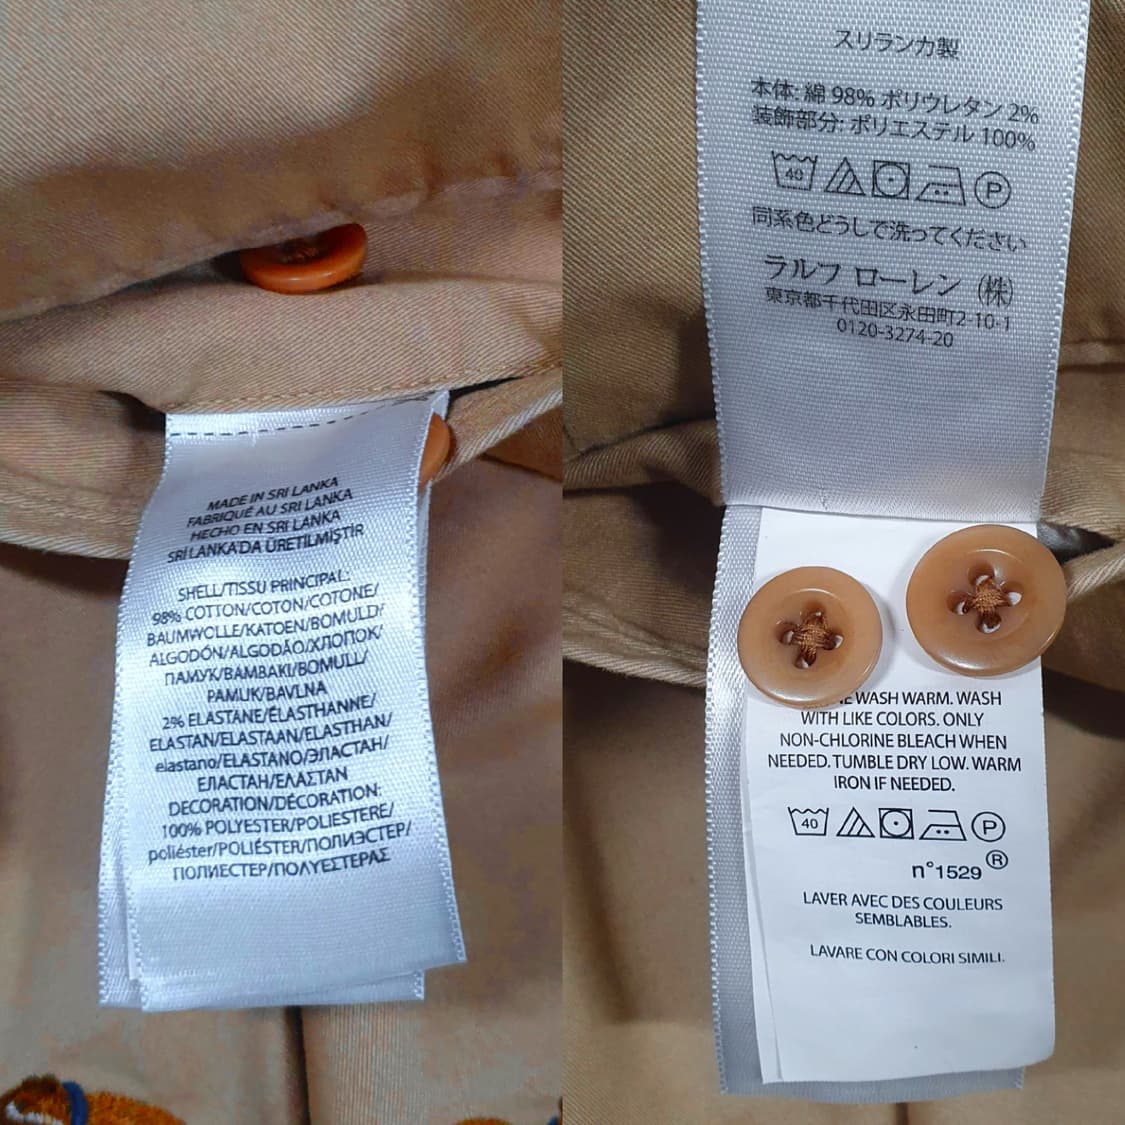 MADE IN SRI LANKA
FABRIQUÉ AU SRI LANKA
HECHO EN SRI LANKA
SRİ LANKA'DA ÜRETİLMİŞTİR
SHELL/TISSU PRINCIPAL:
98% COTTON/COTON/COTONE/
BAUMWOLLE/KATOEN/BOMULD/
ALGODÓN/ALGODÃO/ХЛОПОК/
ПАМУК/ΒΑΜΒΑΚΙ/BOMULL/
PAMUK/BAVLNA
2% ELASTANE/ÉLASTHANNE/
ELASTAN/ELASTAAN/ELASTHAN/
elastano/ELASTANO/ЭЛАСТАН/
ЕЛАСТАН/ΕΛΑΣΤΑΝ
DECORATION/DÉCORATION:
100% POLYESTER/POLIESTERE/
poliéster/POLIÉSTER/ПОЛИЭСТЕР/
ПОЛИЕСТЕР/ΠΟΛΥΕΣΤΕΡΑΣ
スリランカ製
本体: 綿 98% ポリウレタン 2%
装飾部分: ポリエステル 100%
40 P
同系色どうしで洗ってください
ラルフ ローレン (株)
東京都千代田区永田町2-10-1
0120-3274-20
WASH WARM. WASH
WITH LIKE COLORS. ONLY
NON-CHLORINE BLEACH WHEN
NEEDED. TUMBLE DRY LOW. WARM
IRON IF NEEDED.
40 P
n°1529 ®
LAVER AVEC DES COULEURS
SEMBLABLES.
LAVARE CON COLORI SIMILI.